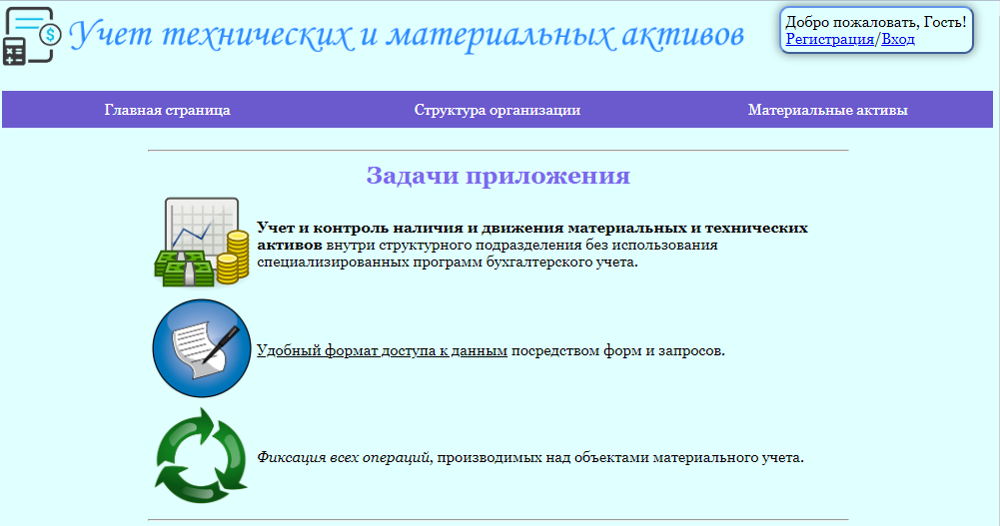 Учет технических и материальных активов
Добро пожаловать, Гость!
Регистрация/Вход
Главная страница
Структура организации
Материальные активы
Задачи приложения
Учет и контроль наличия и движения материальных и технических
активов внутри структурного подразделения без использования
специализированных программ бухгалтерского учета.
Удобный формат доступа к данным посредством форм и запросов.
Фиксация всех операций, производимых над объектами материального учета.